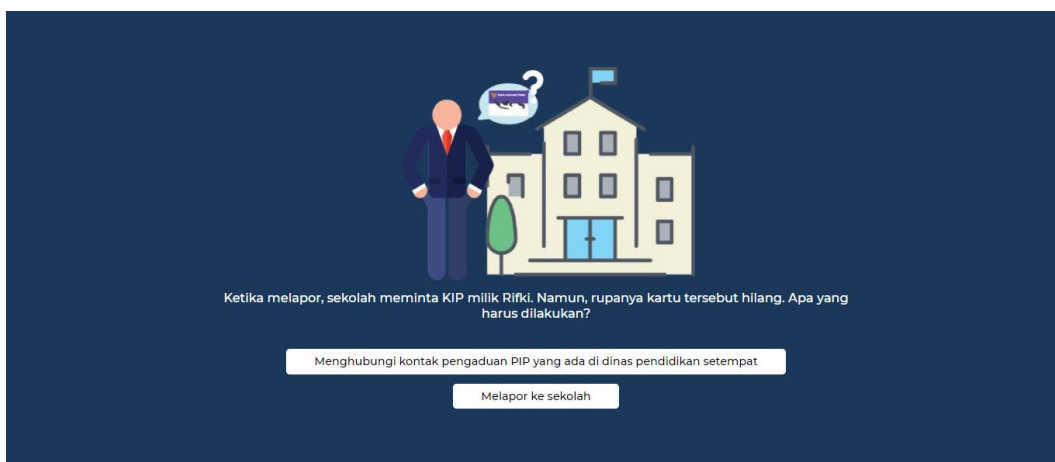 Ketika melapor, sekolah meminta KIP milik Rifki. Namun, rupanya kartu tersebut hilang. Apa yang
harus dilakukan?
Menghubungi kontak pengaduan PIP yang ada di dinas pendidikan setempat
Melapor ke sekolah